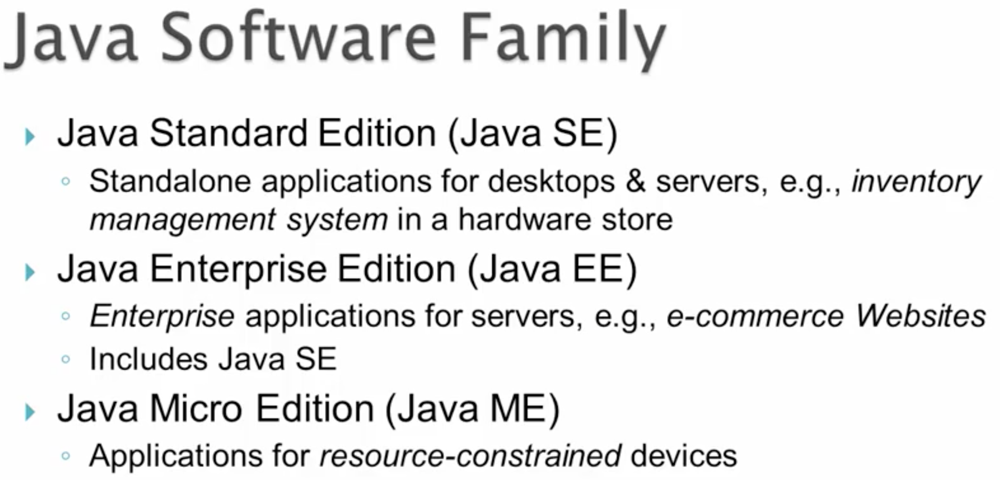 Java Software Family
Java Standard Edition (Java SE)
Standalone applications for desktops & servers, e.g., inventory
management system in a hardware store
Java Enterprise Edition (Java EE)
Enterprise applications for servers, e.g., e-commerce Websites
Includes Java SE
Java Micro Edition (Java ME)
Applications for resource-constrained devices